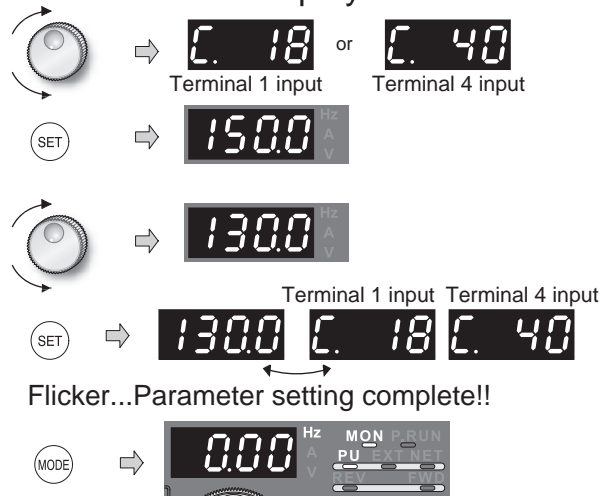 C. 18 or C. 40
Terminal 1 input Terminal 4 input
SET 150.0 Hz
A
V
130.0 Hz
A
V
Terminal 1 input Terminal 4 input
SET 130.0 C. 18 C. 40
Flicker...Parameter setting complete!!
MODE 0.00 Hz MON P.RUN
A PU EXT NET
V REV FWD